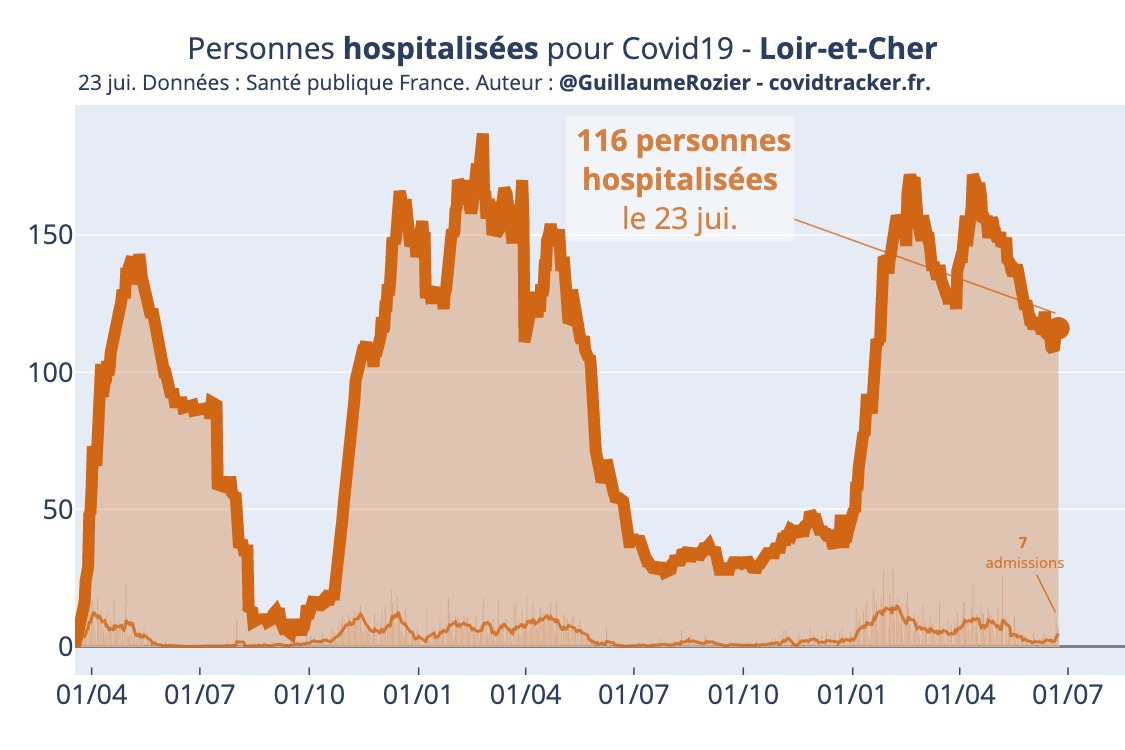 Personnes hospitalisées pour Covid19 - Loir-et-Cher
23 jui. Données : Santé publique France. Auteur : @GuillaumeRozier - covidtracker.fr.
116 personnes
hospitalisées
le 23 jui.
150
100
50
0
7
admissions
01/04 01/07 01/10 01/01 01/04 01/07 01/10 01/01 01/04 01/07